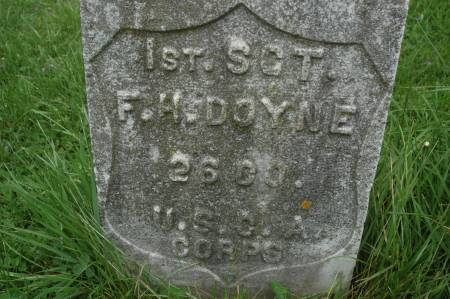 1ST. SGT.
F. H. DOYNE
26 CO.
U. S. C. A.
CORPS